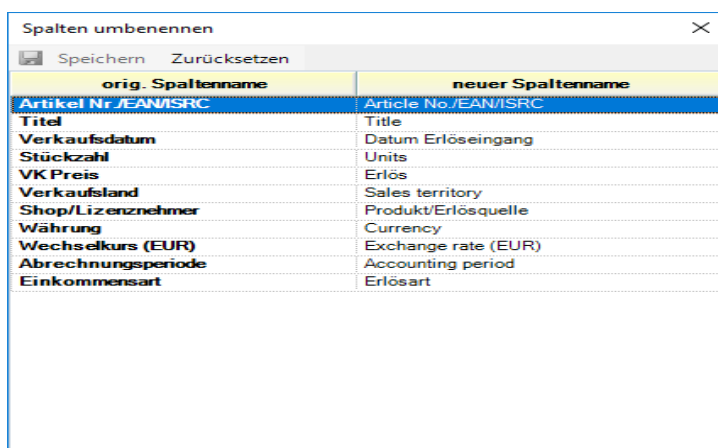 Spalten umbenennen
Speichern Zurücksetzen
orig. Spaltenname neuer Spaltenname
Artikel Nr./EAN/ISRC Article No./EAN/ISRC
Titel Title
Verkaufsdatum Datum Erlöseingang
Stückzahl Units
VK Preis Erlös
Verkaufsland Sales territory
Shop/Lizenznehmer Produkt/Erlösquelle
Währung Currency
Wechselkurs (EUR) Exchange rate (EUR)
Abrechnungsperiode Accounting period
Einkommensart Erlösart